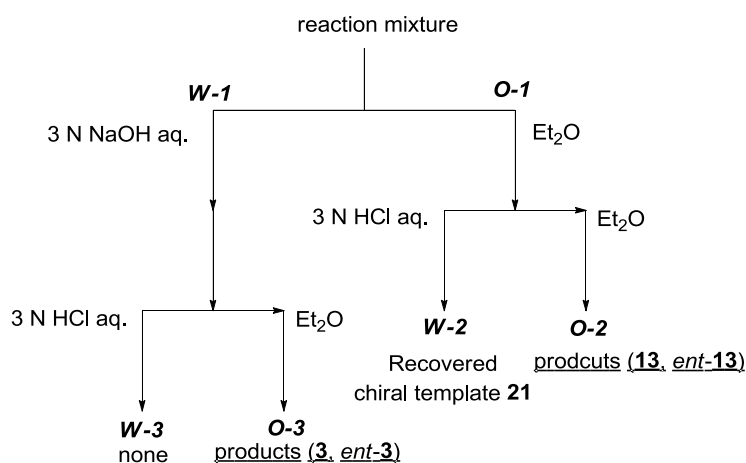 reaction mixture
W-1
O-1
3 N NaOH aq.
Et2O
3 N HCl aq.
Et2O
3 N HCl aq.
Et2O
W-2
O-2
Recovered
chiral template 21
prodcuts (13, ent-13)
W-3
O-3
none
products (3, ent-3)